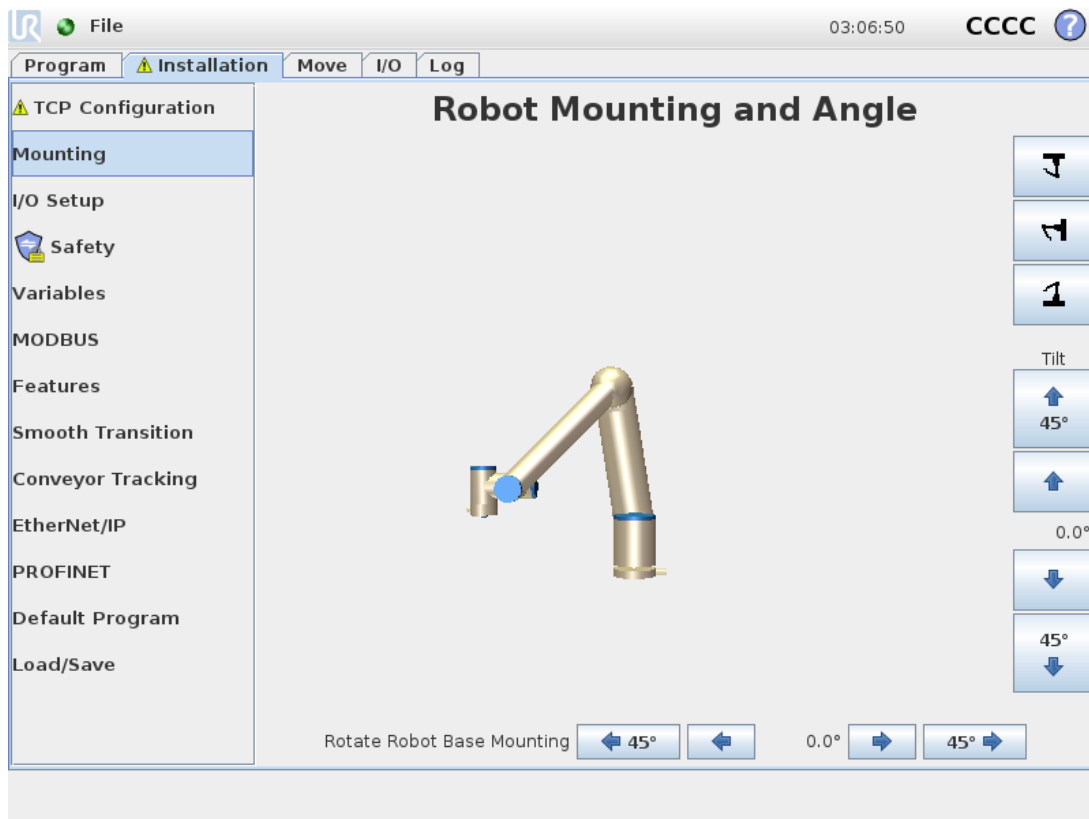 UR File 03:06:50 CCCC ?
Program Installation Move I/O Log
TCP Configuration
Mounting
I/O Setup
Safety
Variables
MODBUS
Features
Smooth Transition
Conveyor Tracking
EtherNet/IP
PROFINET
Default Program
Load/Save
Robot Mounting and Angle
Tilt
45°
0.0°
45°
Rotate Robot Base Mounting 45° 0.0° 45°